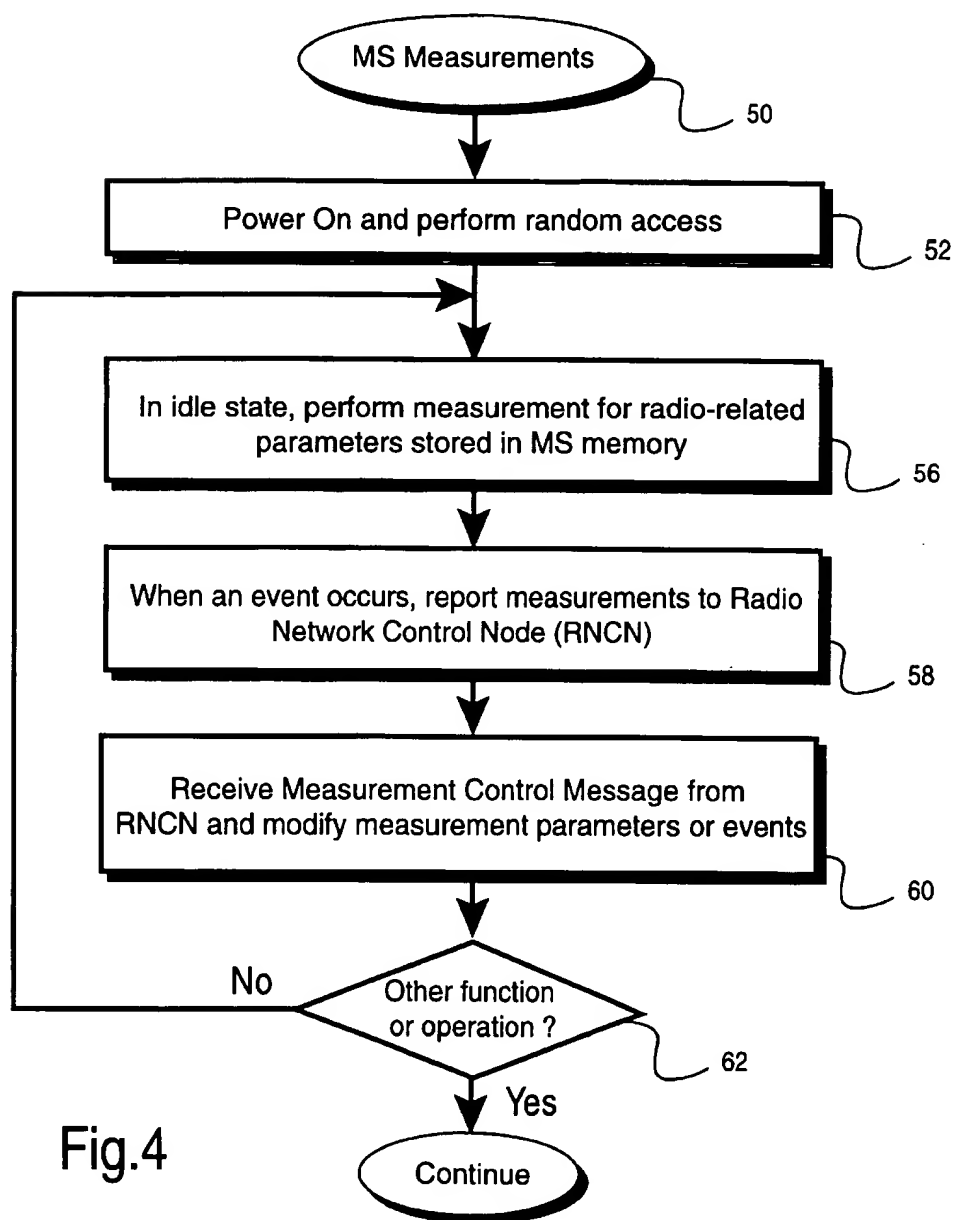 MS Measurements
50
Power On and perform random access
52
In idle state, perform measurement for radio-related
parameters stored in MS memory
56
When an event occurs, report measurements to Radio
Network Control Node (RNCN)
58
Receive Measurement Control Message from
RNCN and modify measurement parameters or events
60
No
Other function
or operation ?
62
Yes
Fig.4
Continue